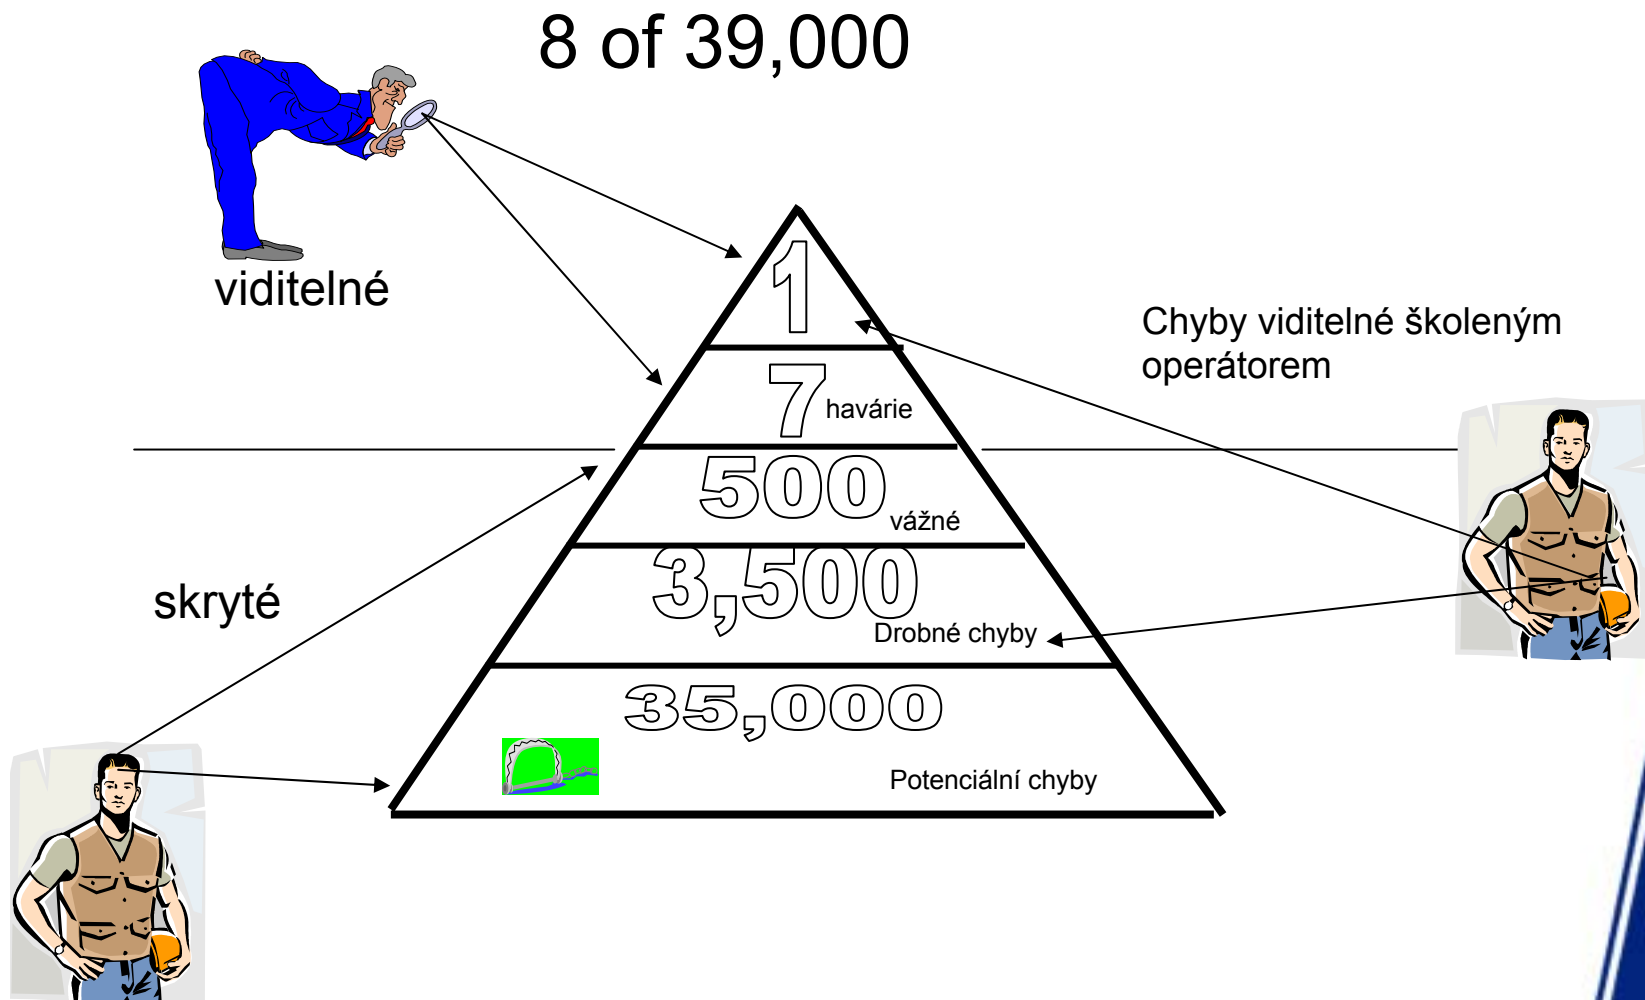 8 of 39,000
viditelné
1
Chyby viditelné školeným
operátorem
7 havárie
500 vážné
3,500
skryté
Drobné chyby
35,000
Potenciální chyby